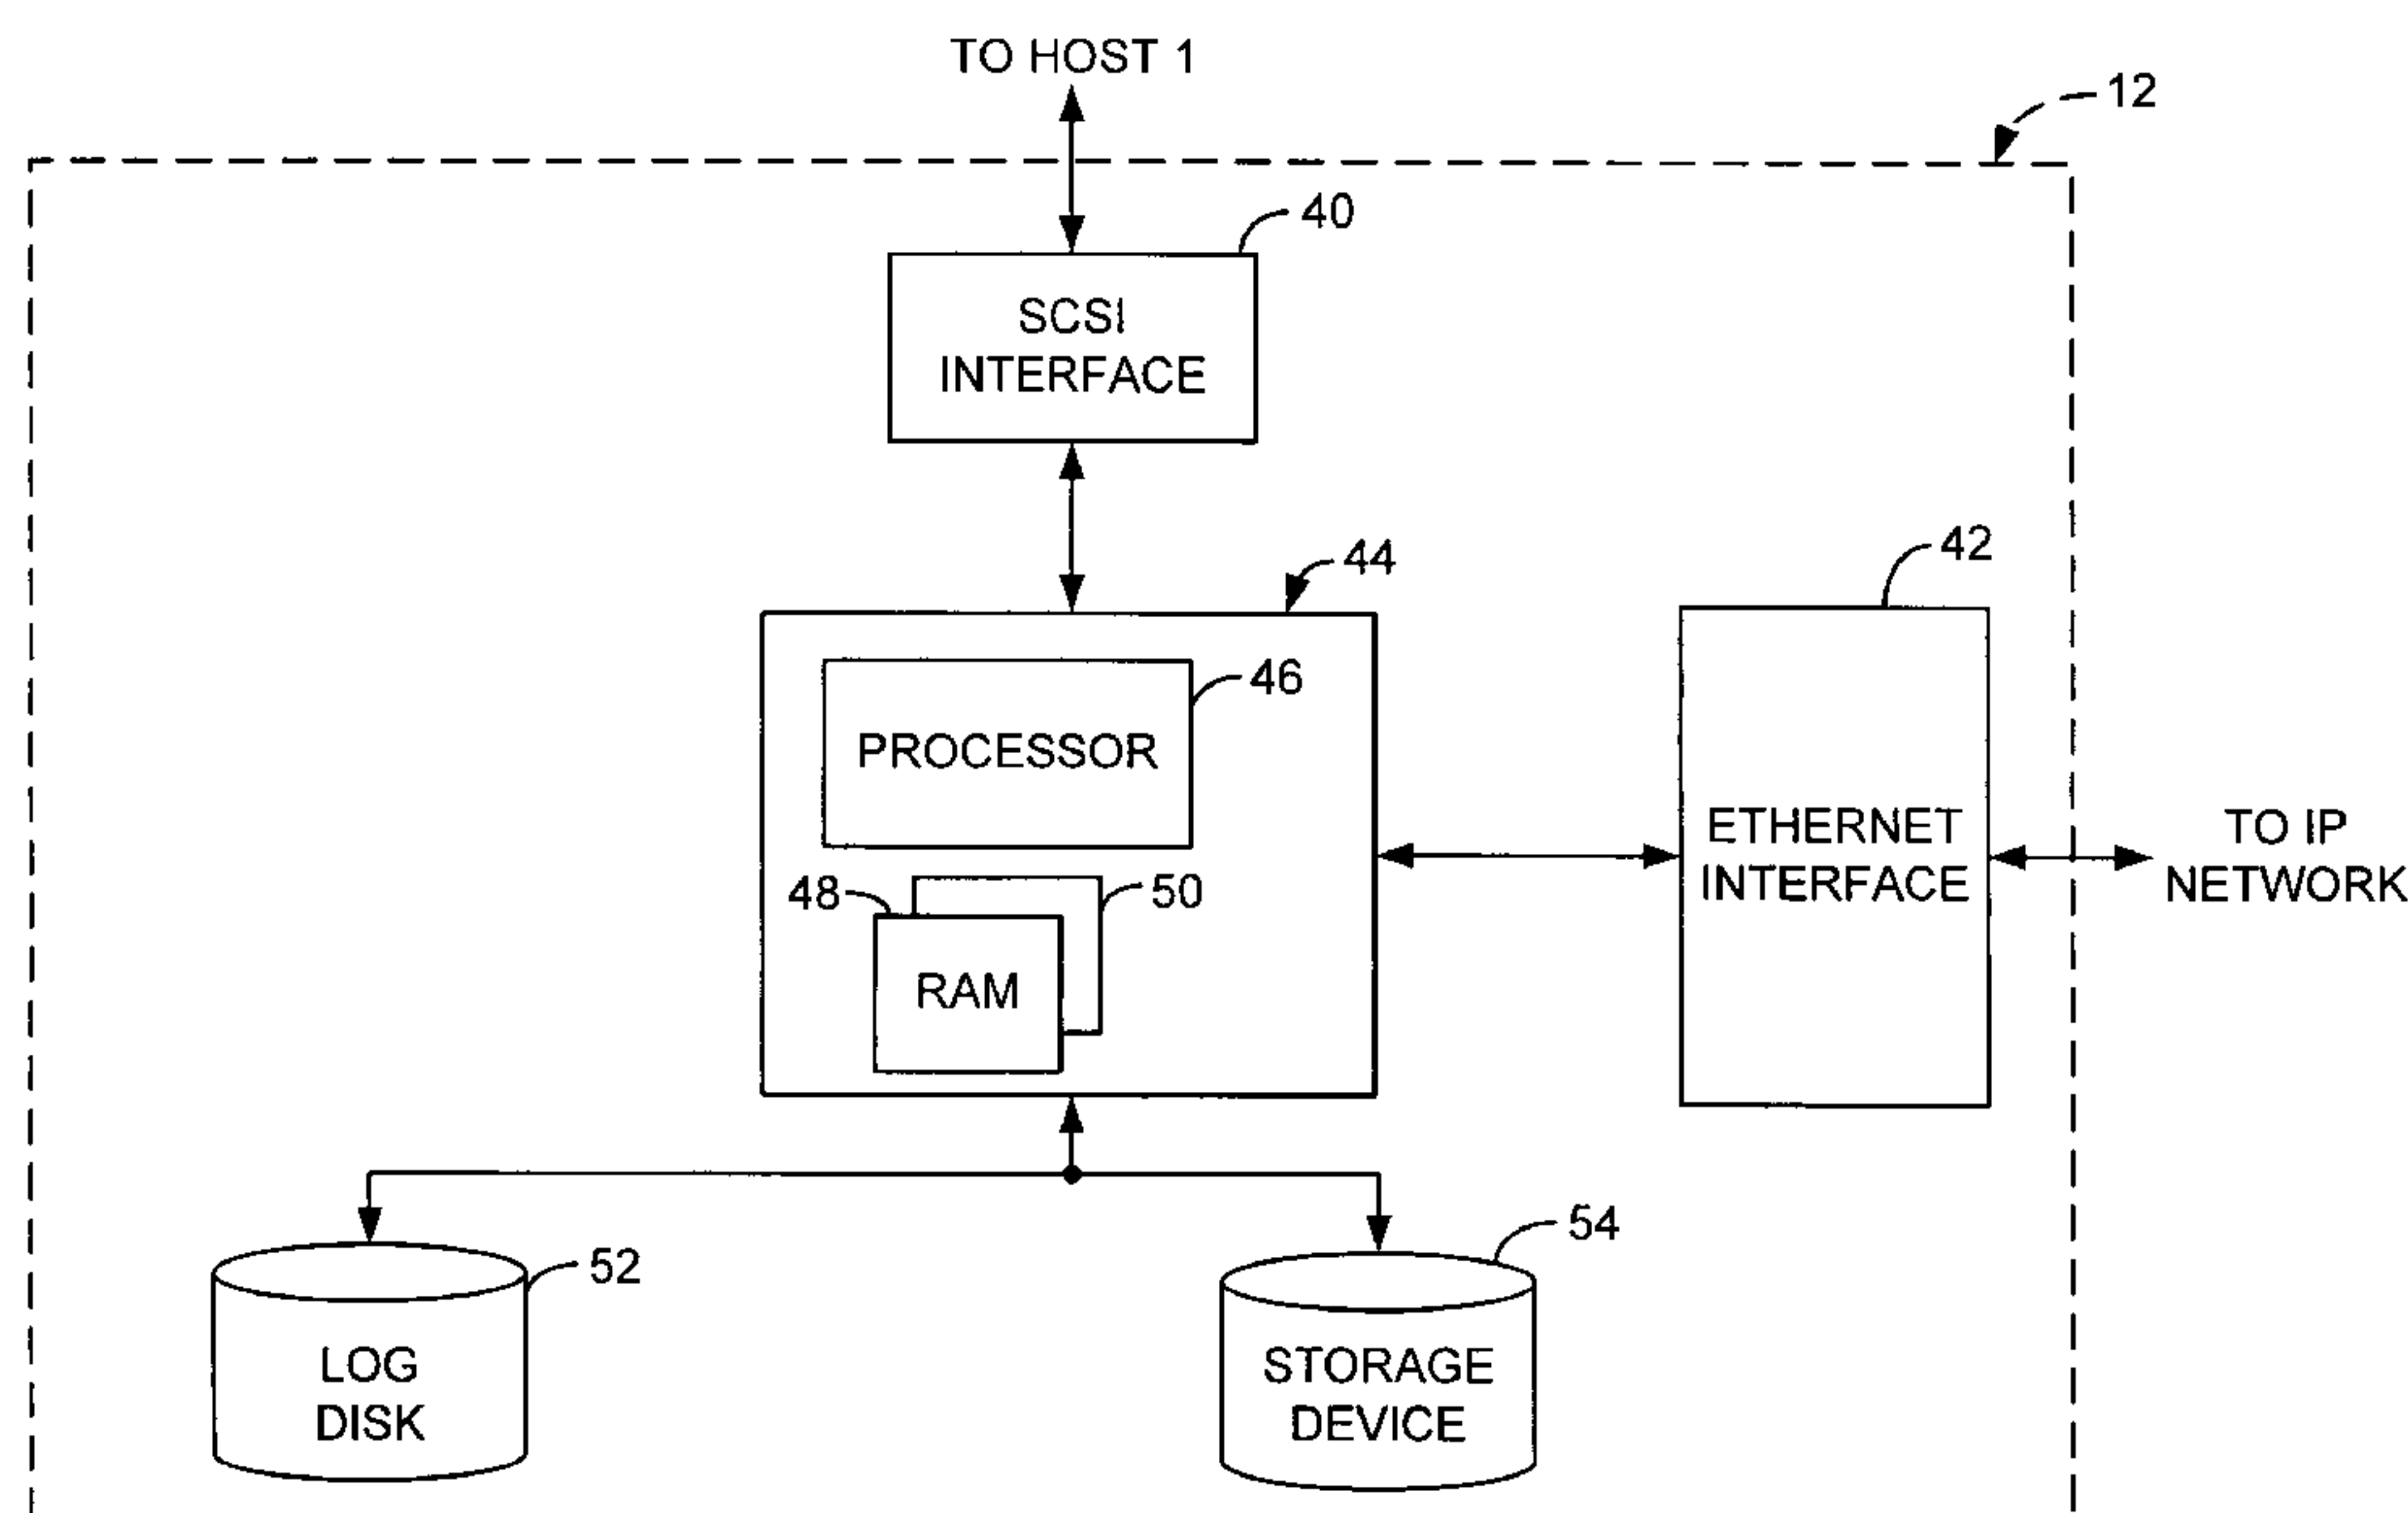 TO HOST 1
12
40
SCSI
INTERFACE
44
42
46
PROCESSOR
ETHERNET
INTERFACE
TO IP
NETWORK
48
50
RAM
54
52
LOG
DISK
STORAGE
DEVICE